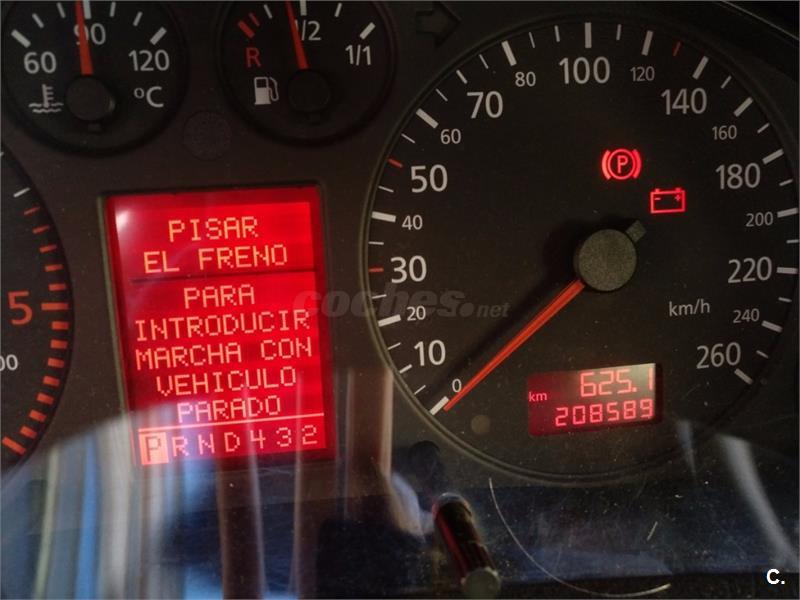 60 90 120
°C
R 1/2 1/1
10
20
30
40
50
60
70
80
100
120
140
160
180
200
220
240
260
0
km/h
P
PISAR
EL FRENO
PARA
INTRODUCIR
MARCHA CON
VEHICULO
PARADO
PRND432
km 625.1
208589
5
coches.net
C.